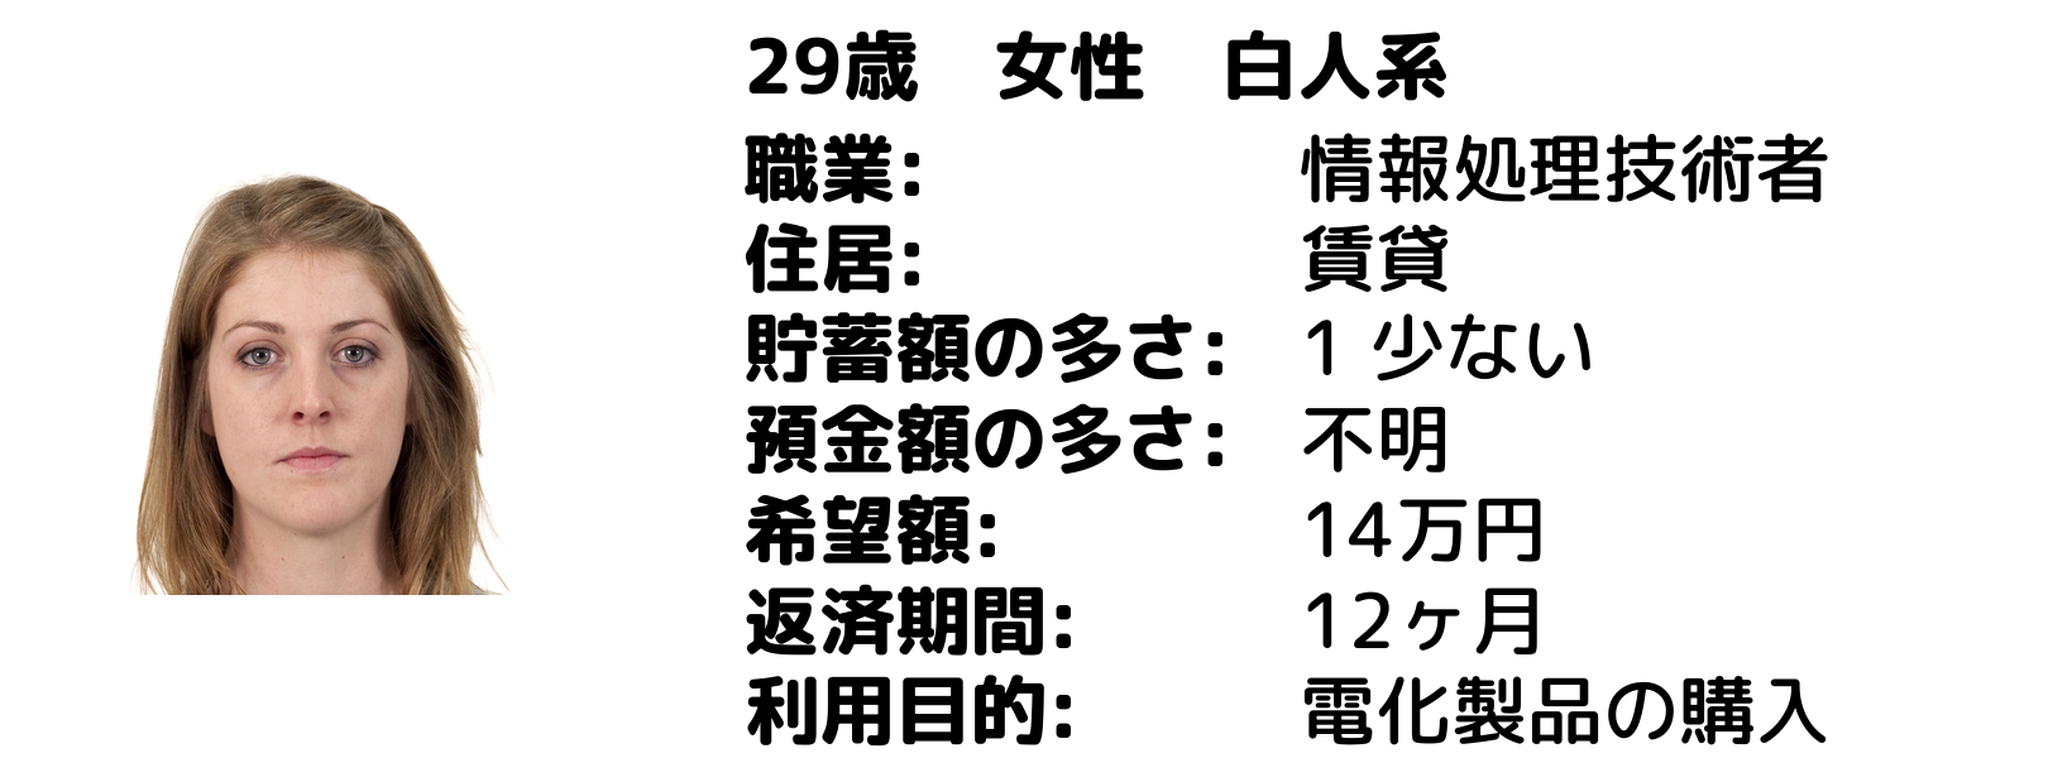 29歳　女性　白人系
職業: 情報処理技術者
住居: 賃貸
貯蓄額の多さ: 1 少ない
預金額の多さ: 不明
希望額: 14万円
返済期間: 12ヶ月
利用目的: 電化製品の購入